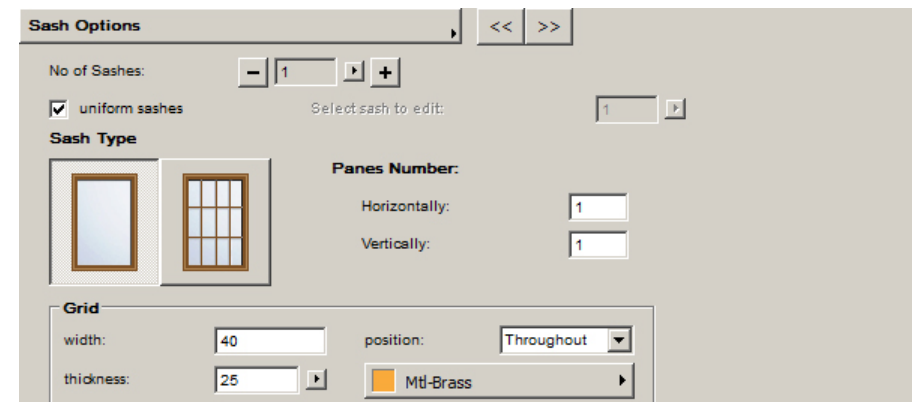 Sash Options << >>
No of Sashes: - 1 +
uniform sashes Select sash to edit: 1
Sash Type
Panes Number:
Horizontally: 1
Vertically: 1
Grid
width: 40 position: Throughout
thickness: 25 Mtl-Brass